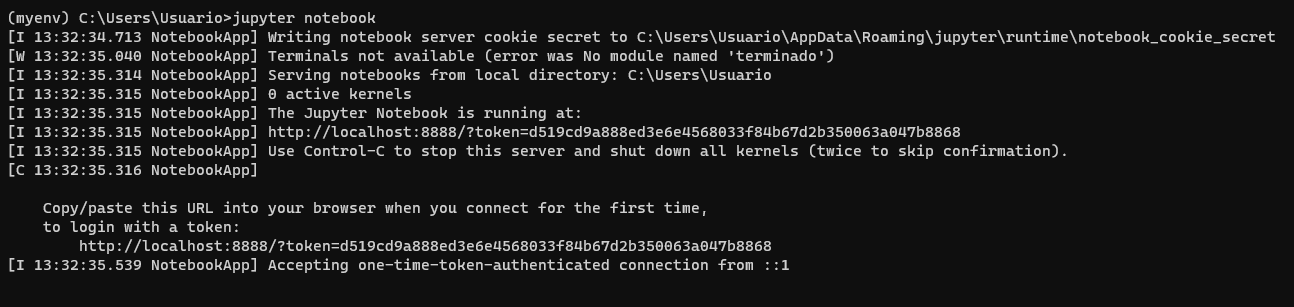 (myenv) C:\Users\Usuario>jupyter notebook
[I 13:32:34.713 NotebookApp] Writing notebook server cookie secret to C:\Users\Usuario\AppData\Roaming\jupyter\runtime\notebook_cookie_secret
[W 13:32:35.040 NotebookApp] Terminals not available (error was No module named 'terminado')
[I 13:32:35.314 NotebookApp] Serving notebooks from local directory: C:\Users\Usuario
[I 13:32:35.315 NotebookApp] 0 active kernels
[I 13:32:35.315 NotebookApp] The Jupyter Notebook is running at:
[I 13:32:35.315 NotebookApp] http://localhost:8888/?token=d519cd9a888ed3e6e4568033f84b67d2b350063a047b8868
[I 13:32:35.315 NotebookApp] Use Control-C to stop this server and shut down all kernels (twice to skip confirmation).
[C 13:32:35.316 NotebookApp]
Copy/paste this URL into your browser when you connect for the first time,
to login with a token:
http://localhost:8888/?token=d519cd9a888ed3e6e4568033f84b67d2b350063a047b8868
[I 13:32:35.539 NotebookApp] Accepting one-time-token-authenticated connection from ::1